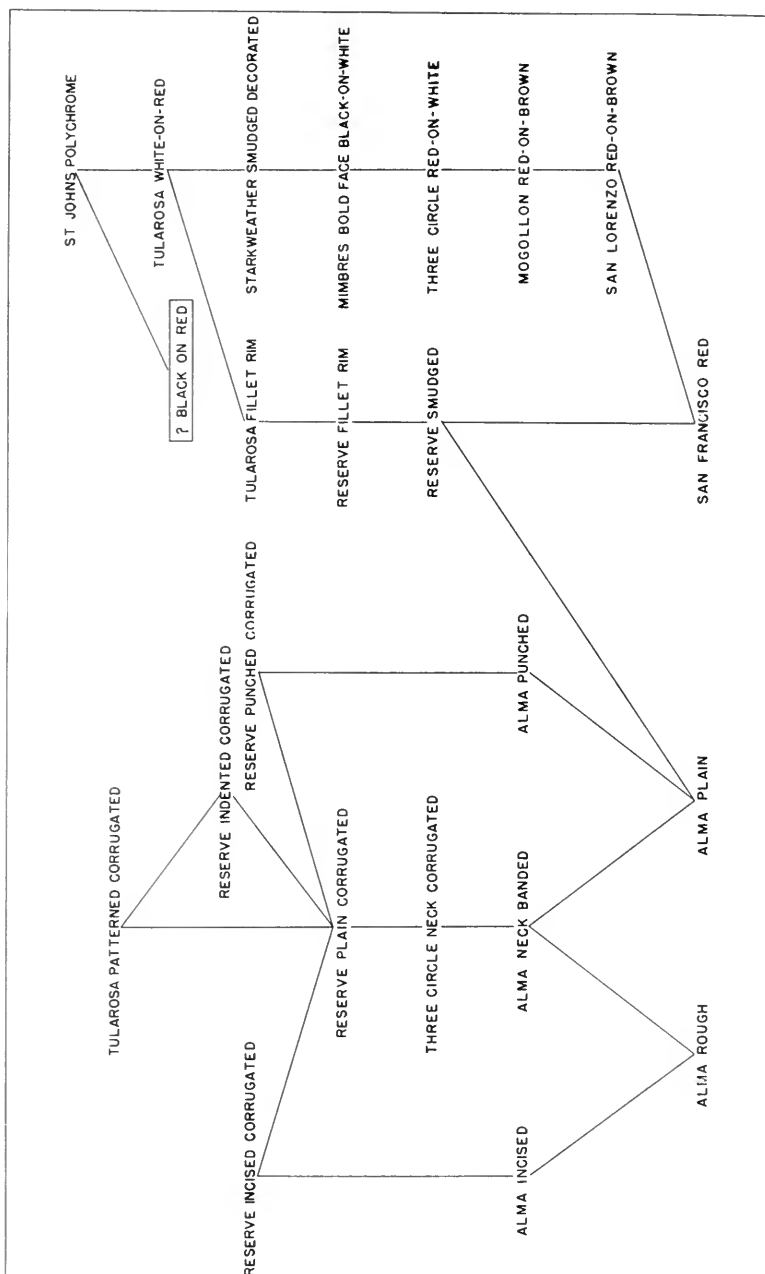 ST JOHNS POLYCHROME
TULAROSA PATTERNED CORRUGATED
TULAROSA WHITE-ON-RED
? BLACK ON RED
RESERVE INDENTED CORRUGATED
RESERVE INCISED CORRUGATED
RESERVE PUNCHED CORRUGATED
TULAROSA FILLET RIM
STARKWEATHER SMUDGED DECORATED
RESERVE PLAIN CORRUGATED
RESERVE FILLET RIM
MIMBRES BOLD FACE BLACK-ON-WHITE
THREE CIRCLE NECK CORRUGATED
RESERVE SMUDGED
THREE CIRCLE RED-ON-WHITE
ALMA INCISED
ALMA NECK BANDED
ALMA PUNCHED
MOGOLLON RED-ON-BROWN
SAN LORENZO RED-ON-BROWN
ALMA ROUGH
ALMA PLAIN
SAN FRANCISCO RED